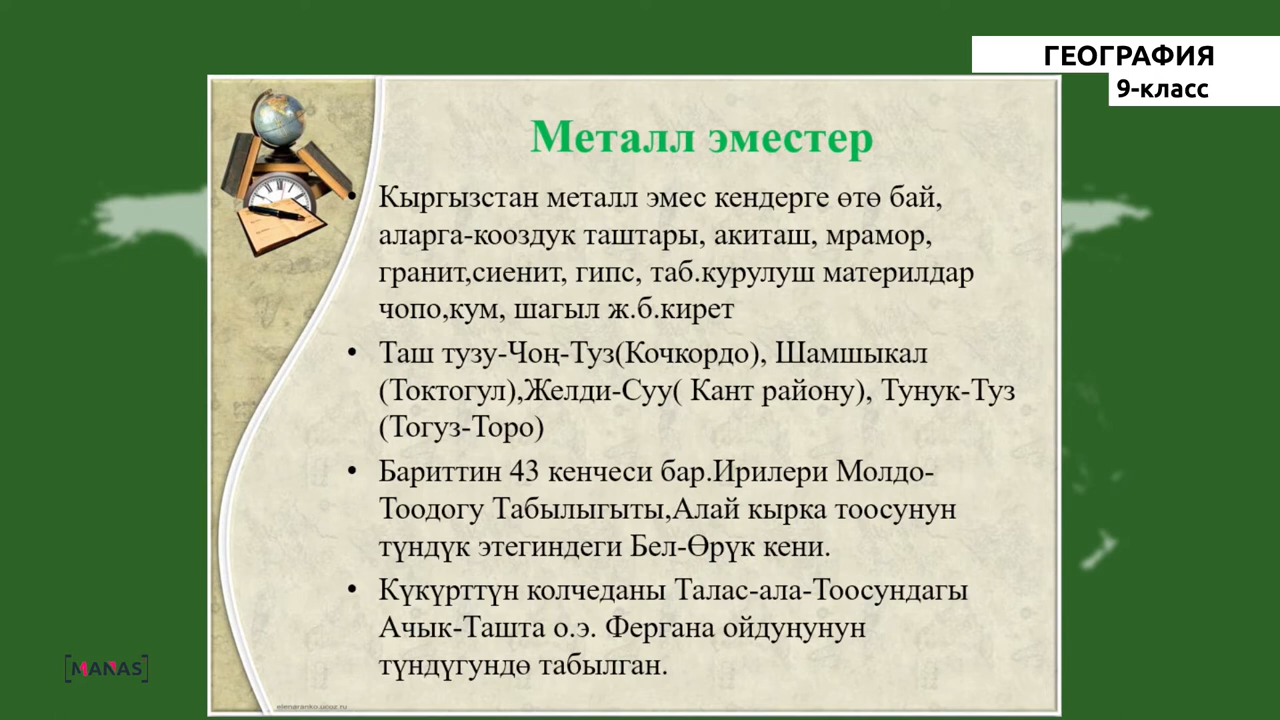 ГЕОГРАФИЯ
9-класс
Металл эместер
• Кыргызстан металл эмес кендерге өтө бай,
аларга-кооздук таштары, акиташ, мрамор,
гранит,сиенит, гипс, таб.курулуш материлдар
чопо,кум, шагыл ж.б.кирет
• Таш тузу-Чоң-Туз(Кочкордо), Шамшыкал
(Токтогул),Желди-Суу( Кант району), Тунук-Туз
(Тогуз-Торо)
• Бариттин 43 кенчеси бар.Ирилери Молдо-
Тоодогу Табылыгыты,Алай кырка тоосунун
түндүк этегиндеги Бел-Өрүк кени.
• Күкүрттүн колчеданы Талас-ала-Тоосундагы
Ачык-Ташта о.э. Фергана ойдуңунун
түндүгүндө табылган.
[MANAS]
elenaranko.ucoz.ru